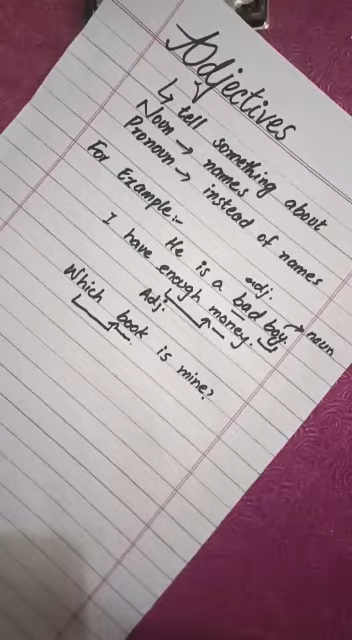 Adjectives
↳ tell something about
Noun → names
Pronoun → instead of names
For Example:-
adj.
He is a bad boy. → noun
I have enough money.
Adj.
Which book is mine?